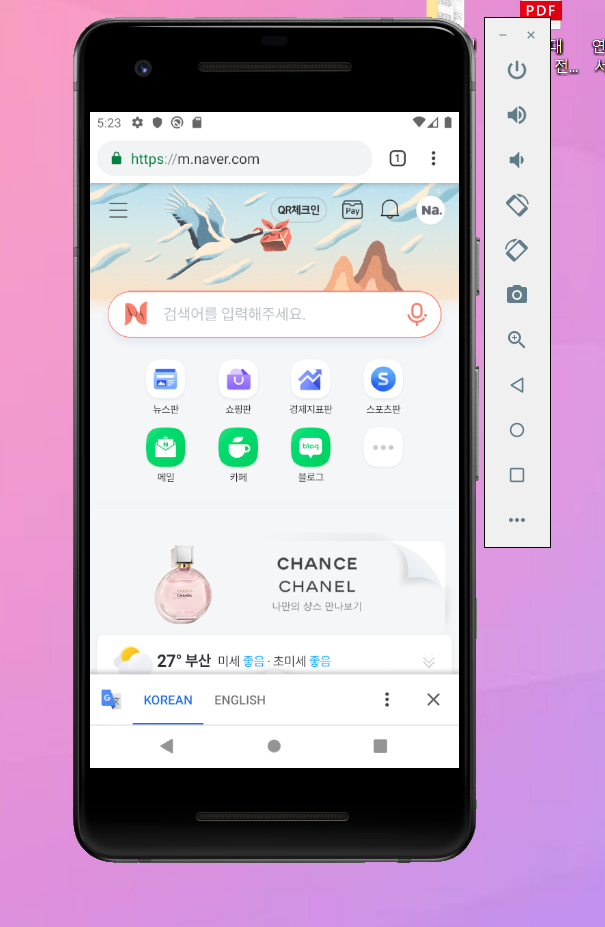 PDF
대
연
전...
서
5:23
https://m.naver.com
1
QR체크인
Pay
Na.
검색어를 입력해주세요.
뉴스판
쇼핑판
경제지표판
스포츠판
메일
카페
blog
블로그
CHANCE
CHANEL
나만의 샹스 만나보기
27° 부산 미세 좋음 · 초미세 좋음
KOREAN
ENGLISH